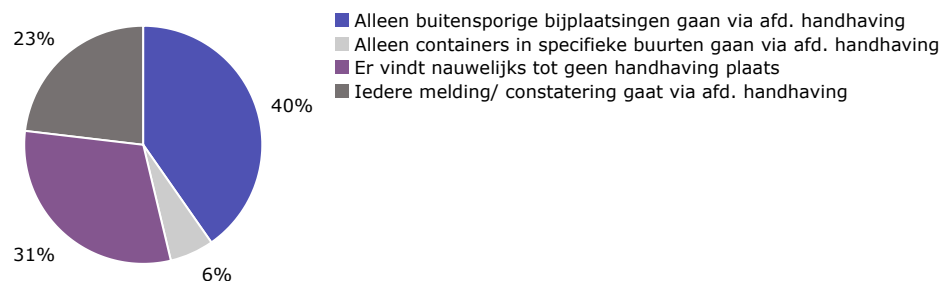 23%
40%
31%
6%
Alleen buitensporige bijplaatsingen gaan via afd. handhaving
Alleen containers in specifieke buurten gaan via afd. handhaving
Er vindt nauwelijks tot geen handhaving plaats
Iedere melding/ constatering gaat via afd. handhaving